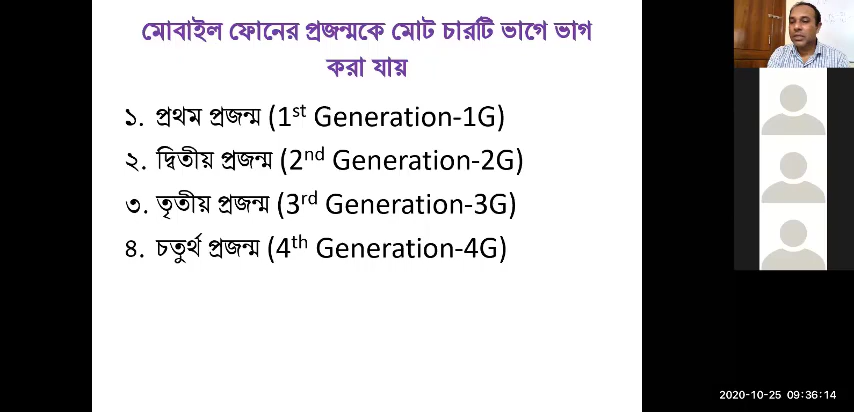 মোবাইল ফোনের প্রজন্মকে মোট চারটি ভাগে ভাগ
করা যায়
১. প্রথম প্রজন্ম (1st Generation-1G)
২. দ্বিতীয় প্রজন্ম (2nd Generation-2G)
৩. তৃতীয় প্রজন্ম (3rd Generation-3G)
৪. চতুর্থ প্রজন্ম (4th Generation-4G)
2020-10-25 09:36:14